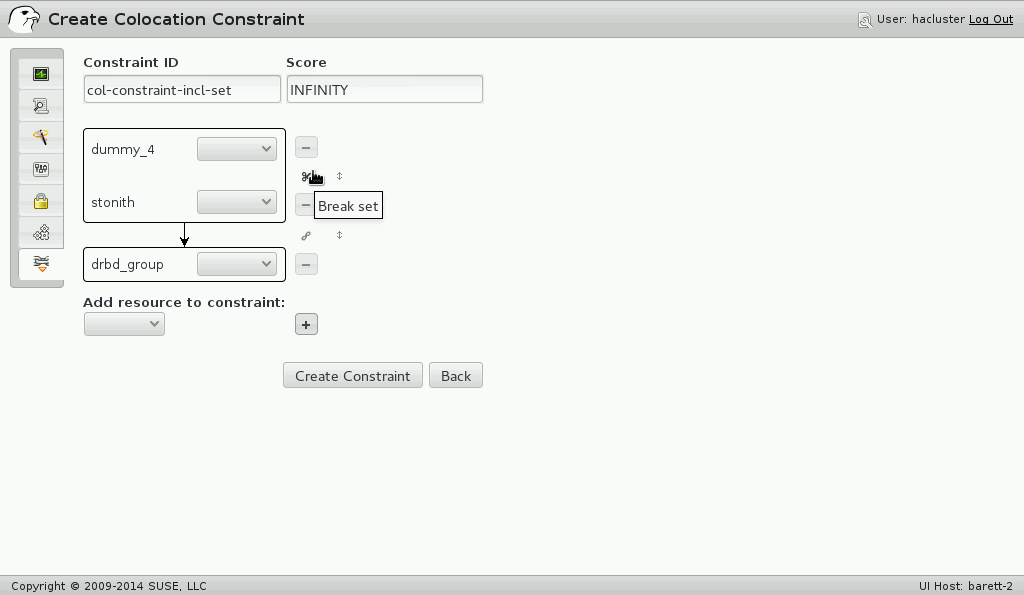 Create Colocation Constraint
User: hacluster Log Out
Constraint ID Score
col-constraint-incl-set INFINITY
dummy_4
stonith
Break set
drbd_group
Add resource to constraint:
Create Constraint Back
Copyright © 2009-2014 SUSE, LLC UI Host: barett-2